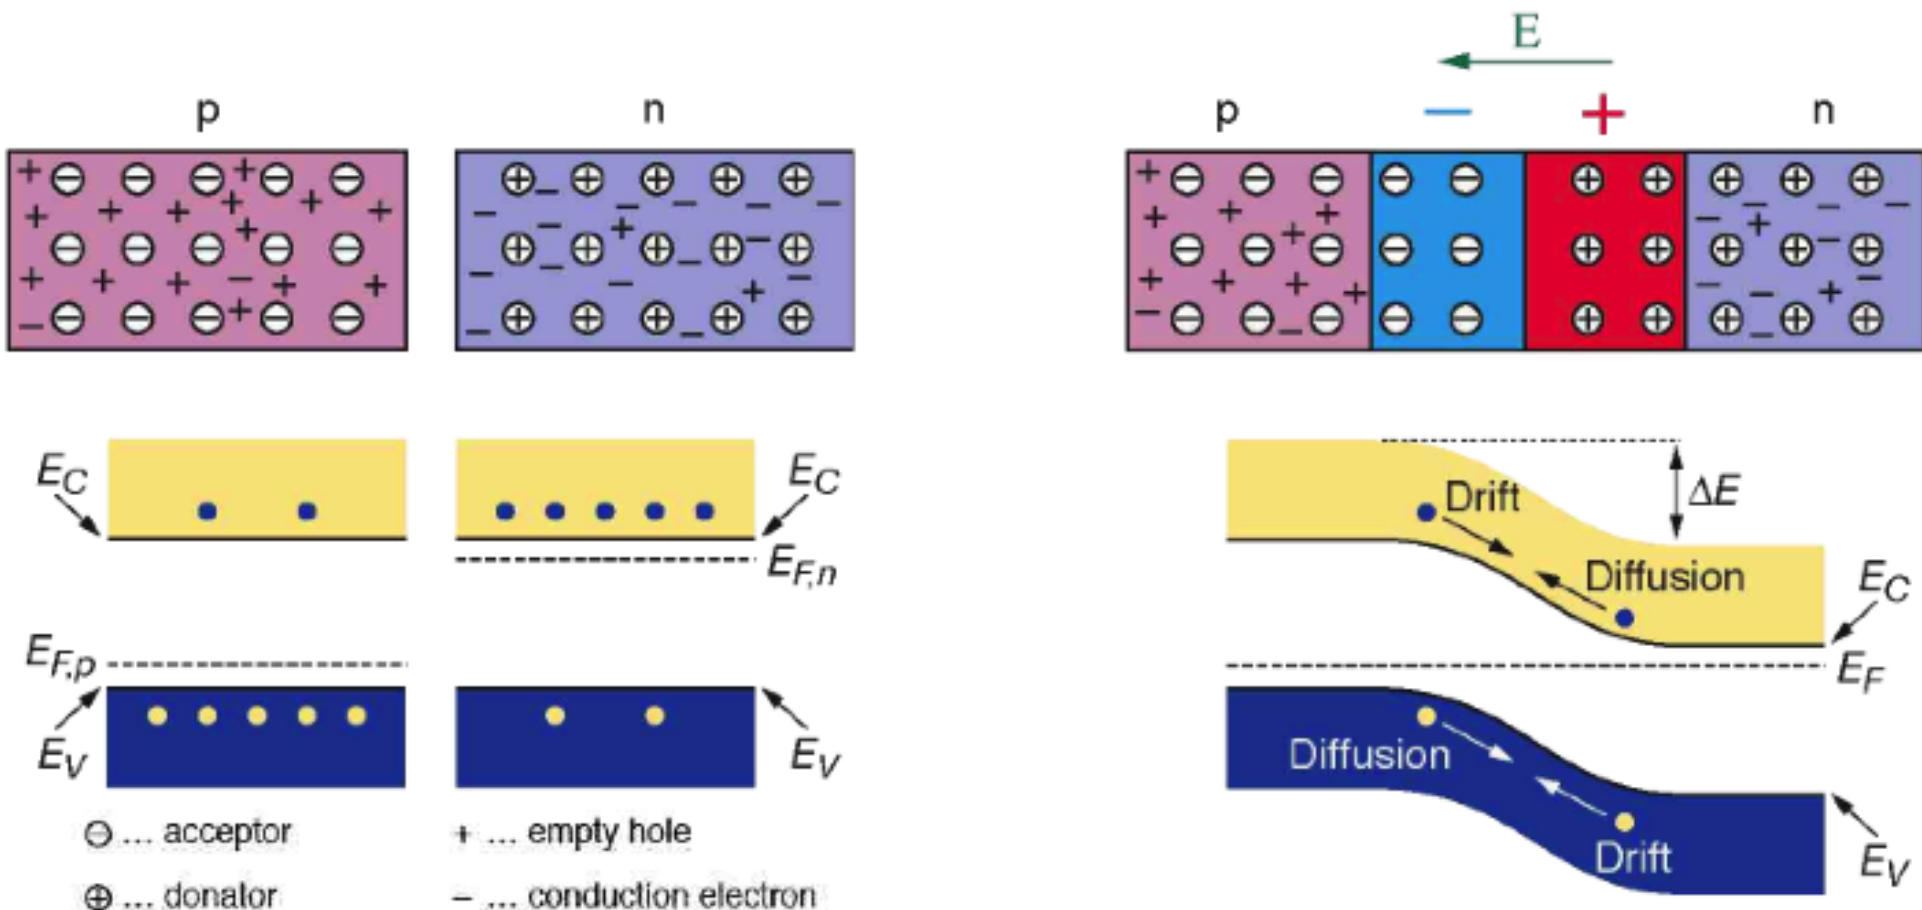 E
p
n
p
−
+
n
E_C
E_C
E_{F,n}
E_{F,p}
E_V
E_V
⊖ ... acceptor
+ ... empty hole
⊕ ... donator
− ... conduction electron
Drift
ΔE
Diffusion
E_C
E_F
Diffusion
Drift
E_V